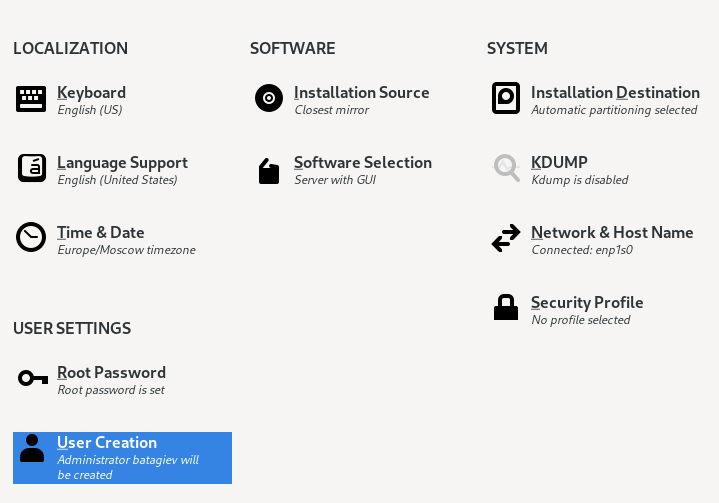 LOCALIZATION
Keyboard
English (US)
Language Support
English (United States)
Time & Date
Europe/Moscow timezone
SOFTWARE
Installation Source
Closest mirror
Software Selection
Server with GUI
SYSTEM
Installation Destination
Automatic partitioning selected
KDUMP
Kdump is disabled
Network & Host Name
Connected: enp1s0
Security Profile
No profile selected
USER SETTINGS
Root Password
Root password is set
User Creation
Administrator batagiev will
be created